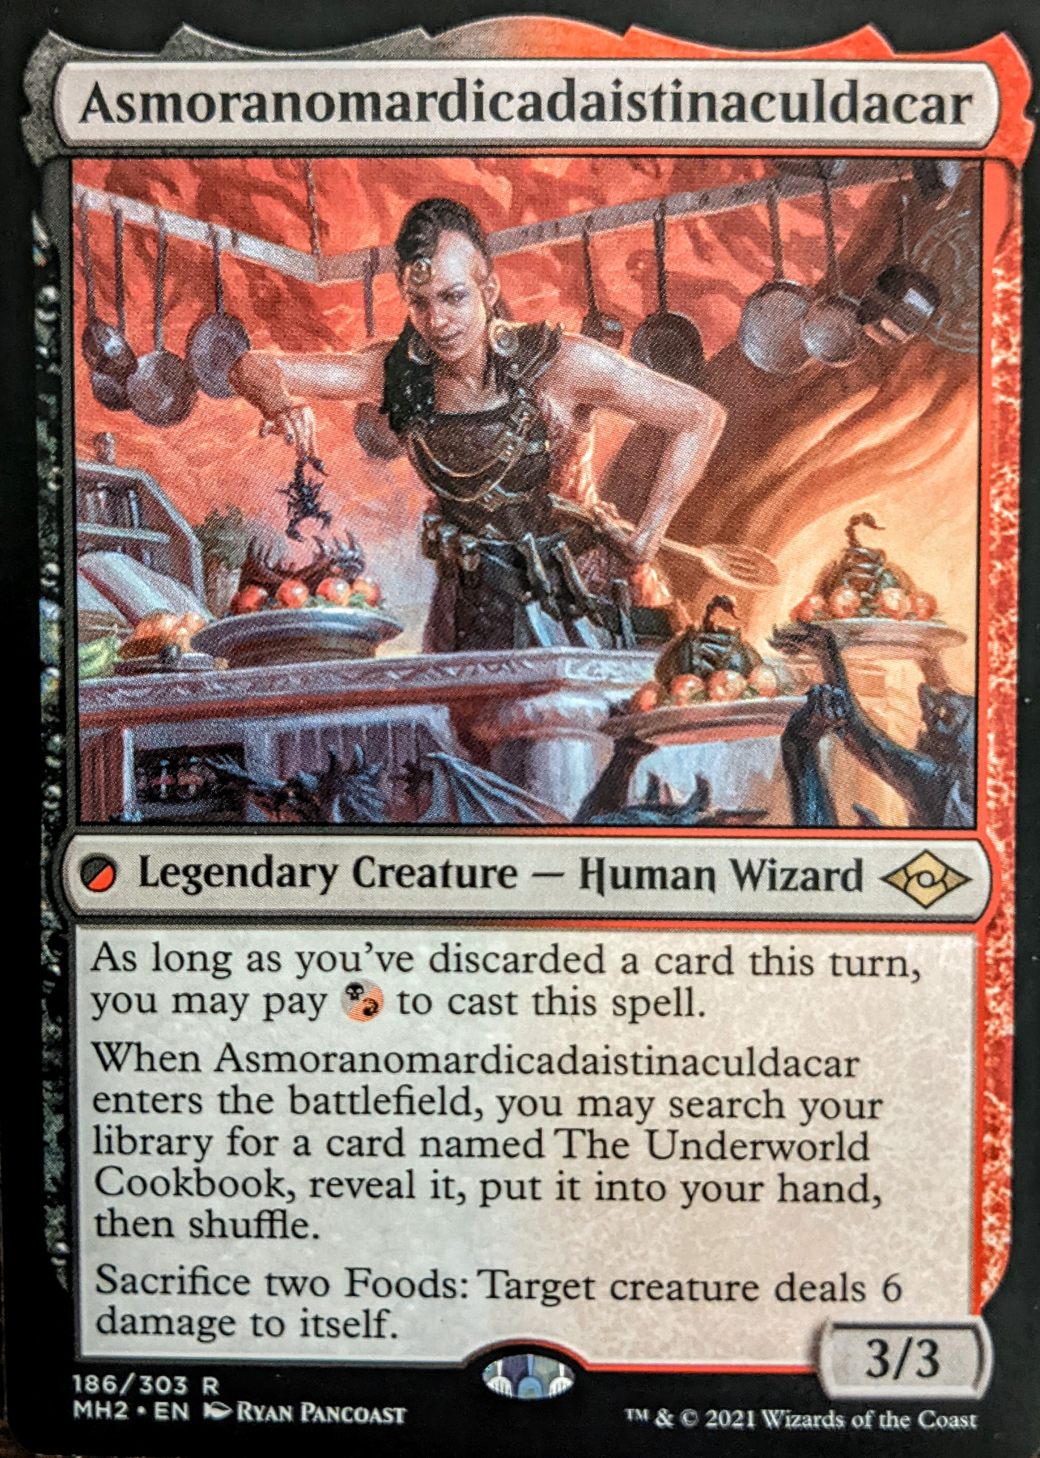 Asmoranomardicadaistinaculdacar
Legendary Creature — Human Wizard
As long as you've discarded a card this turn,
you may pay to cast this spell.
When Asmoranomardicadaistinaculdacar
enters the battlefield, you may search your
library for a card named The Underworld
Cookbook, reveal it, put it into your hand,
then shuffle.
Sacrifice two Foods: Target creature deals 6
damage to itself.
3/3
186/303 R
MH2 • EN RYAN PANCOAST
™ & © 2021 Wizards of the Coast